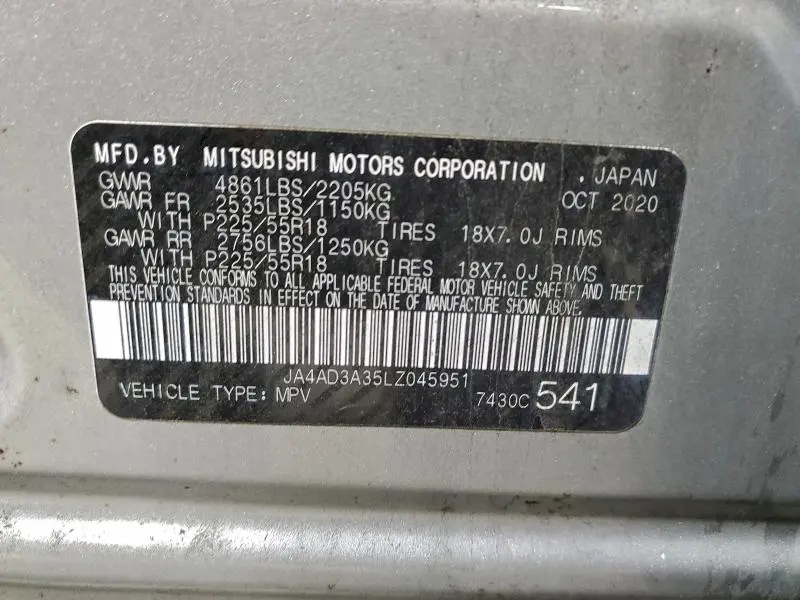 MFD.BY MITSUBISHI MOTORS CORPORATION . JAPAN
GVWR 4861LBS/2205KG OCT 2020
GAWR FR 2535LBS/1150KG
WITH P225/55R18 TIRES 18X7.0J RIMS
GAWR RR 2756LBS/1250KG
WITH P225/55R18 TIRES 18X7.0J RIMS
THIS VEHICLE CONFORMS TO ALL APPLICABLE FEDERAL MOTOR VEHICLE SAFETY AND THEFT
PREVENTION STANDARDS IN EFFECT ON THE DATE OF MANUFACTURE SHOWN ABOVE.
JA4AD3A35LZ045951
VEHICLE TYPE: MPV 7430C 541